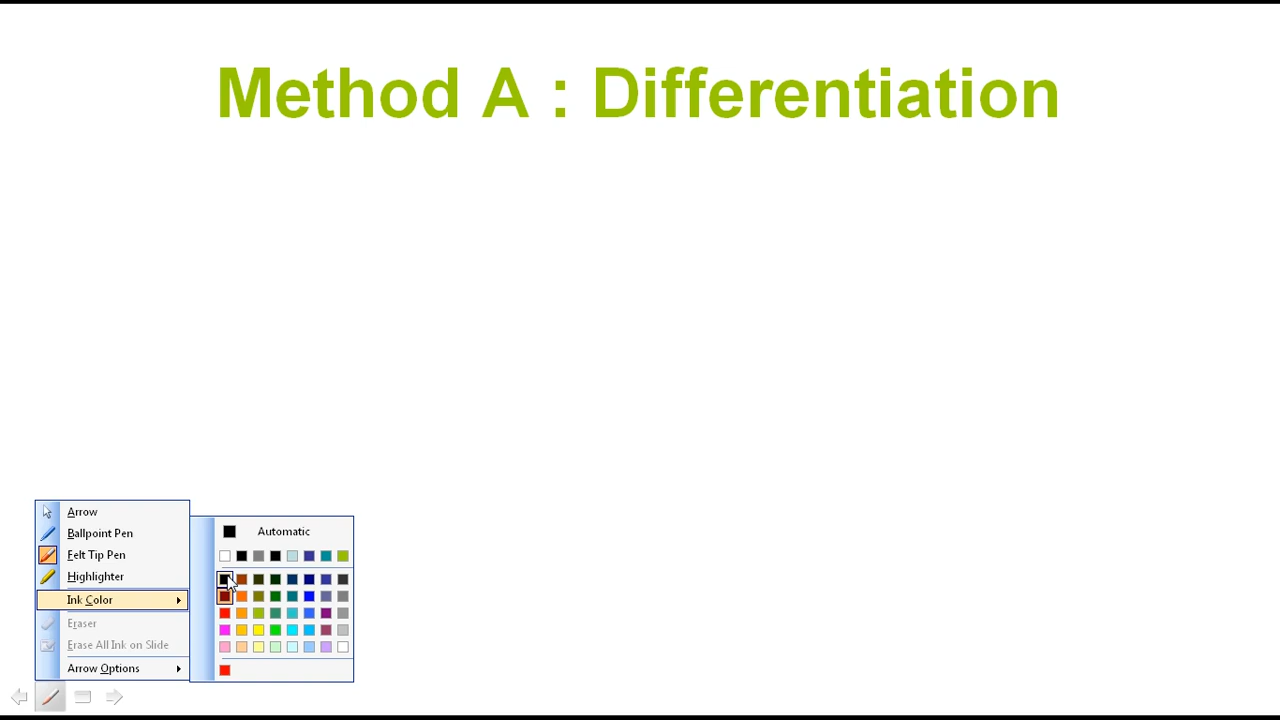 Method A : Differentiation
Arrow
Ballpoint Pen
Felt Tip Pen
Highlighter
Ink Color
Eraser
Erase All Ink on Slide
Arrow Options
Automatic